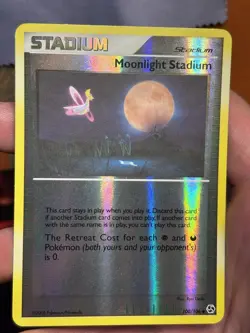 STADIUM
Stadium
Moonlight Stadium
This card stays in play when you play it. Discard this card
if another Stadium card comes into play. If another card
with the same name is in play, you can't play this card.
The Retreat Cost for each and
Pokémon (both yours and your opponent's)
is 0.
100/106